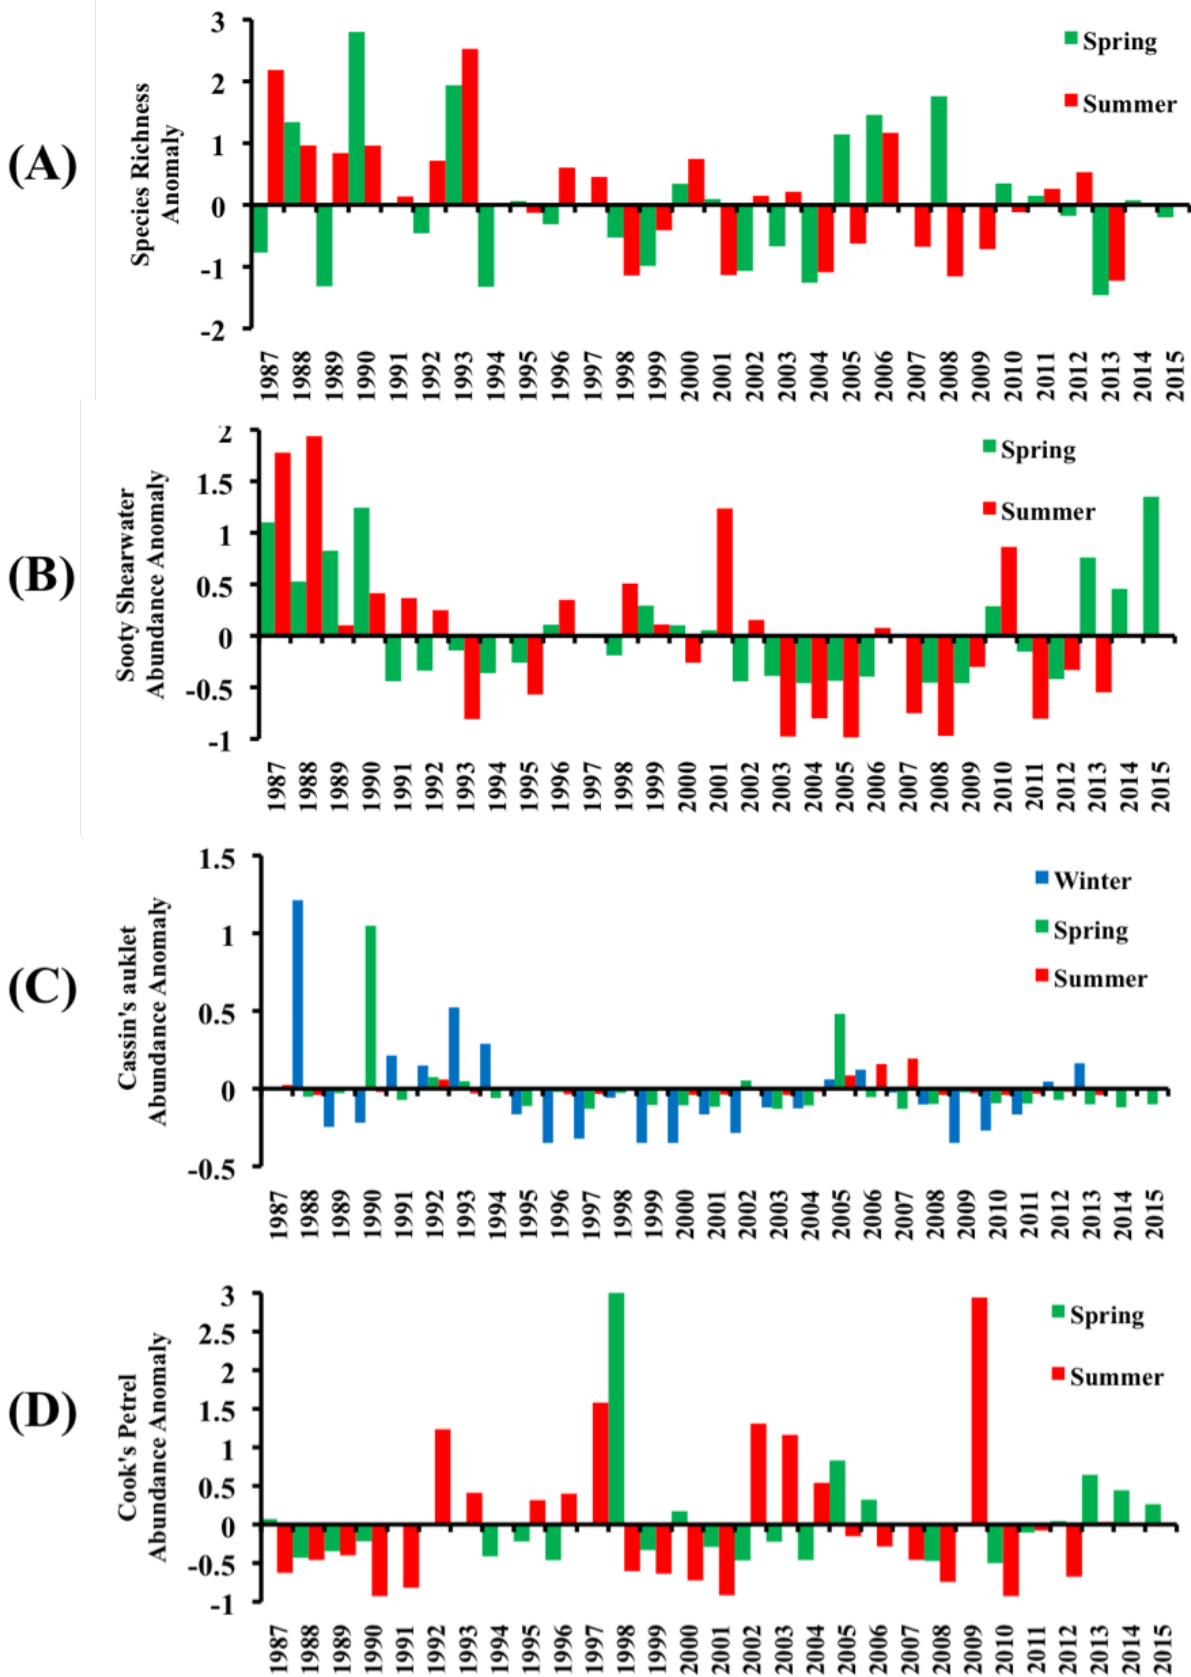 (A)
Species Richness
Anomaly
3
2
1
0
-1
-2
Spring
Summer
1987 1988 1989 1990 1991 1992 1993 1994 1995 1996 1997 1998 1999 2000 2001 2002 2003 2004 2005 2006 2007 2008 2009 2010 2011 2012 2013 2014 2015
(B)
Sooty Shearwater
Abundance Anomaly
2
1.5
1
0.5
0
-0.5
-1
Spring
Summer
1987 1988 1989 1990 1991 1992 1993 1994 1995 1996 1997 1998 1999 2000 2001 2002 2003 2004 2005 2006 2007 2008 2009 2010 2011 2012 2013 2014 2015
(C)
Cassin's auklet
Abundance Anomaly
1.5
1
0.5
0
-0.5
Winter
Spring
Summer
1987 1988 1989 1990 1991 1992 1993 1994 1995 1996 1997 1998 1999 2000 2001 2002 2003 2004 2005 2006 2007 2008 2009 2010 2011 2012 2013 2014 2015
(D)
Cook's Petrel
Abundance Anomaly
3
2.5
2
1.5
1
0.5
0
-0.5
-1
Spring
Summer
1987 1988 1989 1990 1991 1992 1993 1994 1995 1996 1997 1998 1999 2000 2001 2002 2003 2004 2005 2006 2007 2008 2009 2010 2011 2012 2013 2014 2015